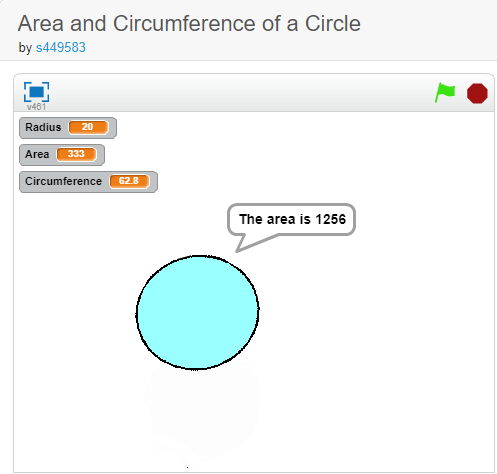 Area and Circumference of a Circle
by s449583
v461
Radius 20
Area 333
Circumference 62.8
The area is 1256